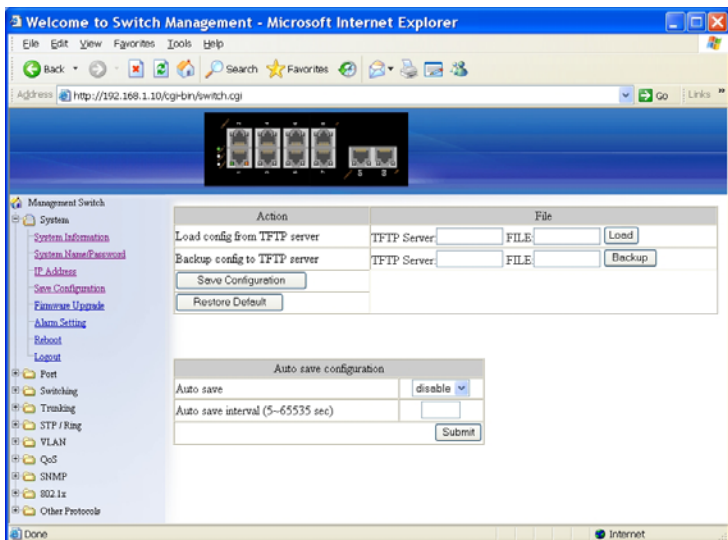 Welcome to Switch Management - Microsoft Internet Explorer
File Edit View Favorites Tools Help
Back Search Favorites
Address http://192.168.1.10/cgi-bin/switch.cgi Go Links »
Management Switch
System
System Information
System Name/Password
IP Address
Save Configuration
Firmware Upgrade
Alarm Setting
Reboot
Logout
Port
Switching
Trunking
STP / Ring
VLAN
QoS
SNMP
802.1x
Other Protocols
Action File
Load config from TFTP server TFTP Server: FILE: Load
Backup config to TFTP server TFTP Server: FILE: Backup
Save Configuration
Restore Default
Auto save configuration
Auto save disable
Auto save interval (5~65535 sec)
Submit
Done Internet